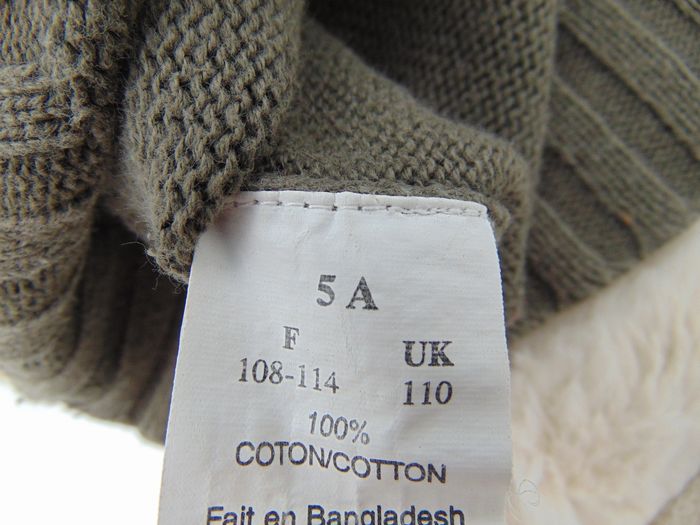 5 A
F UK
108-114 110
100%
COTON/COTTON
Fait en Bangladesh